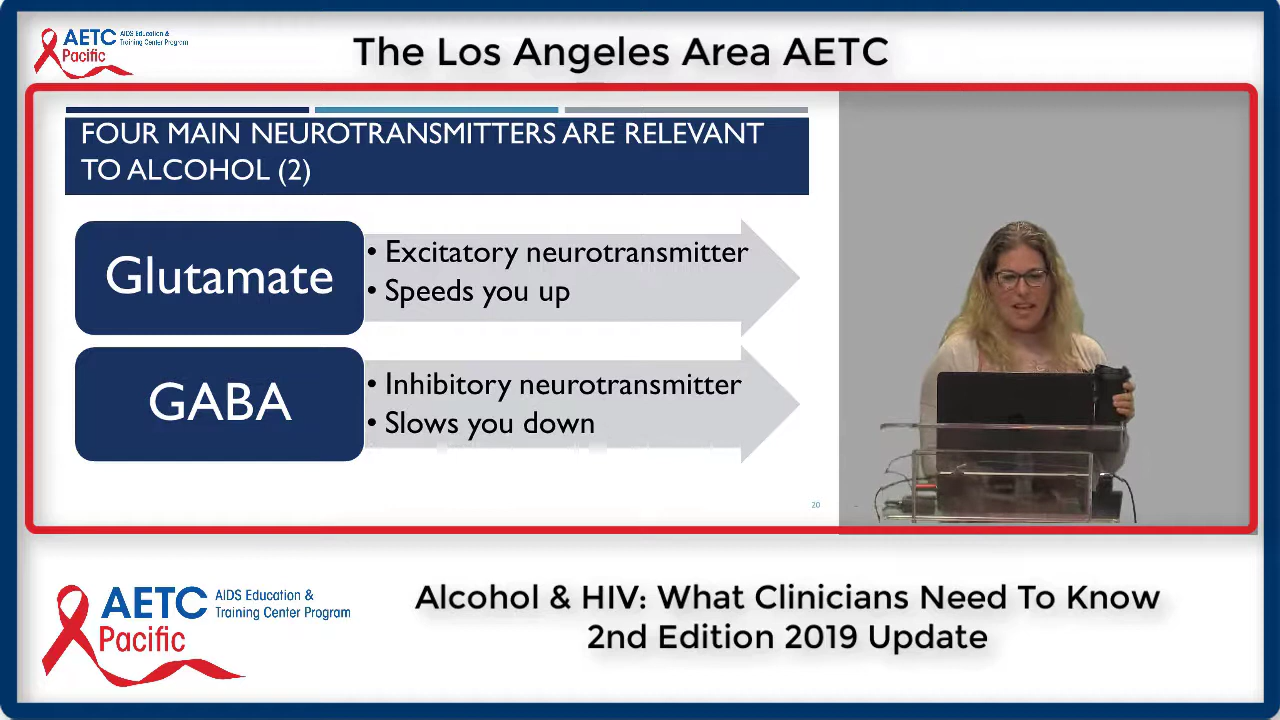 AETC
AIDS Education &
Training Center Program
Pacific
The Los Angeles Area AETC
FOUR MAIN NEUROTRANSMITTERS ARE RELEVANT
TO ALCOHOL (2)
Glutamate
• Excitatory neurotransmitter
• Speeds you up
GABA
• Inhibitory neurotransmitter
• Slows you down
20
AETC
AIDS Education &
Training Center Program
Pacific
Alcohol & HIV: What Clinicians Need To Know
2nd Edition 2019 Update